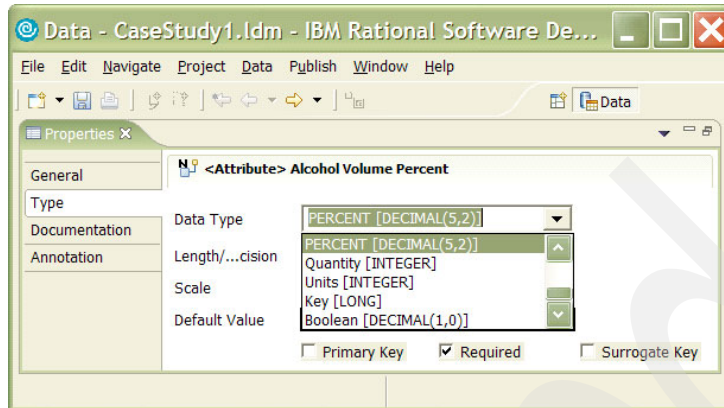 Data - CaseStudy1.ldm - IBM Rational Software De...
File Edit Navigate Project Data Publish Window Help
Data
Properties
General
<Attribute> Alcohol Volume Percent
Type
Documentation
Annotation
Data Type
PERCENT [DECIMAL(5,2)]
Length/...cision
Scale
Default Value
PERCENT [DECIMAL(5,2)]
Quantity [INTEGER]
Units [INTEGER]
Key [LONG]
Boolean [DECIMAL(1,0)]
Primary Key Required Surrogate Key